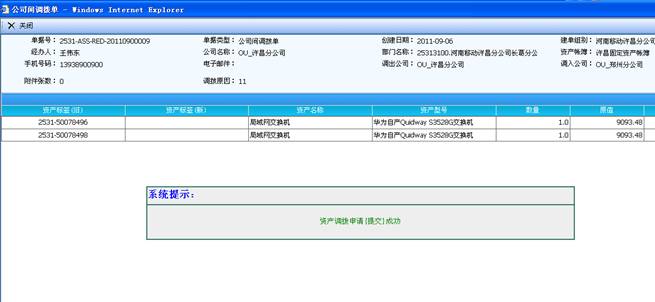 公司间调拨单 - Windows Internet Explorer
关闭
单据号： 2531-ASS-RED-20110900009 单据类型： 公司间调拨单 创建日期： 2011-09-06 建单组别： 河南移动许昌分公司
经办人： 王伟东 公司名称： OU_许昌分公司 部门名称： 25313100.河南移动许昌分公司长葛分公 资产帐簿： 许昌固定资产帐簿
手机号码： 13938900900 电子邮件： 调出公司： OU_许昌分公司 调入公司： OU_郑州分公司
附件张数： 0 调拨原因： 11
资产标签(旧) 资产标签(新) 资产名称 资产型号 数量 原值
2531-50078496 局域网交换机 华为自产Quidway S3528G交换机 1.0 9093.48
2531-50078498 局域网交换机 华为自产Quidway S3528G交换机 1.0 9093.48
系统提示：
资产调拨申请 [提交] 成功